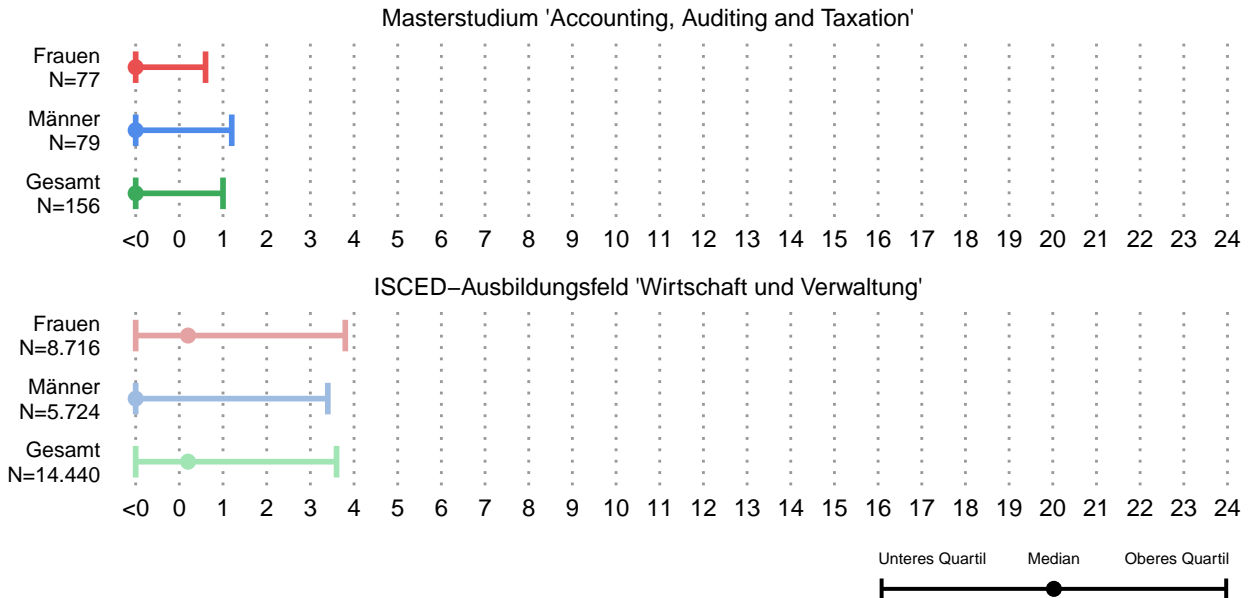 Masterstudium 'Accounting, Auditing and Taxation'
Frauen
N=77
Männer
N=79
Gesamt
N=156
<0 0 1 2 3 4 5 6 7 8 9 10 11 12 13 14 15 16 17 18 19 20 21 22 23 24
ISCED−Ausbildungsfeld 'Wirtschaft und Verwaltung'
Frauen
N=8.716
Männer
N=5.724
Gesamt
N=14.440
<0 0 1 2 3 4 5 6 7 8 9 10 11 12 13 14 15 16 17 18 19 20 21 22 23 24
Unteres Quartil Median Oberes Quartil